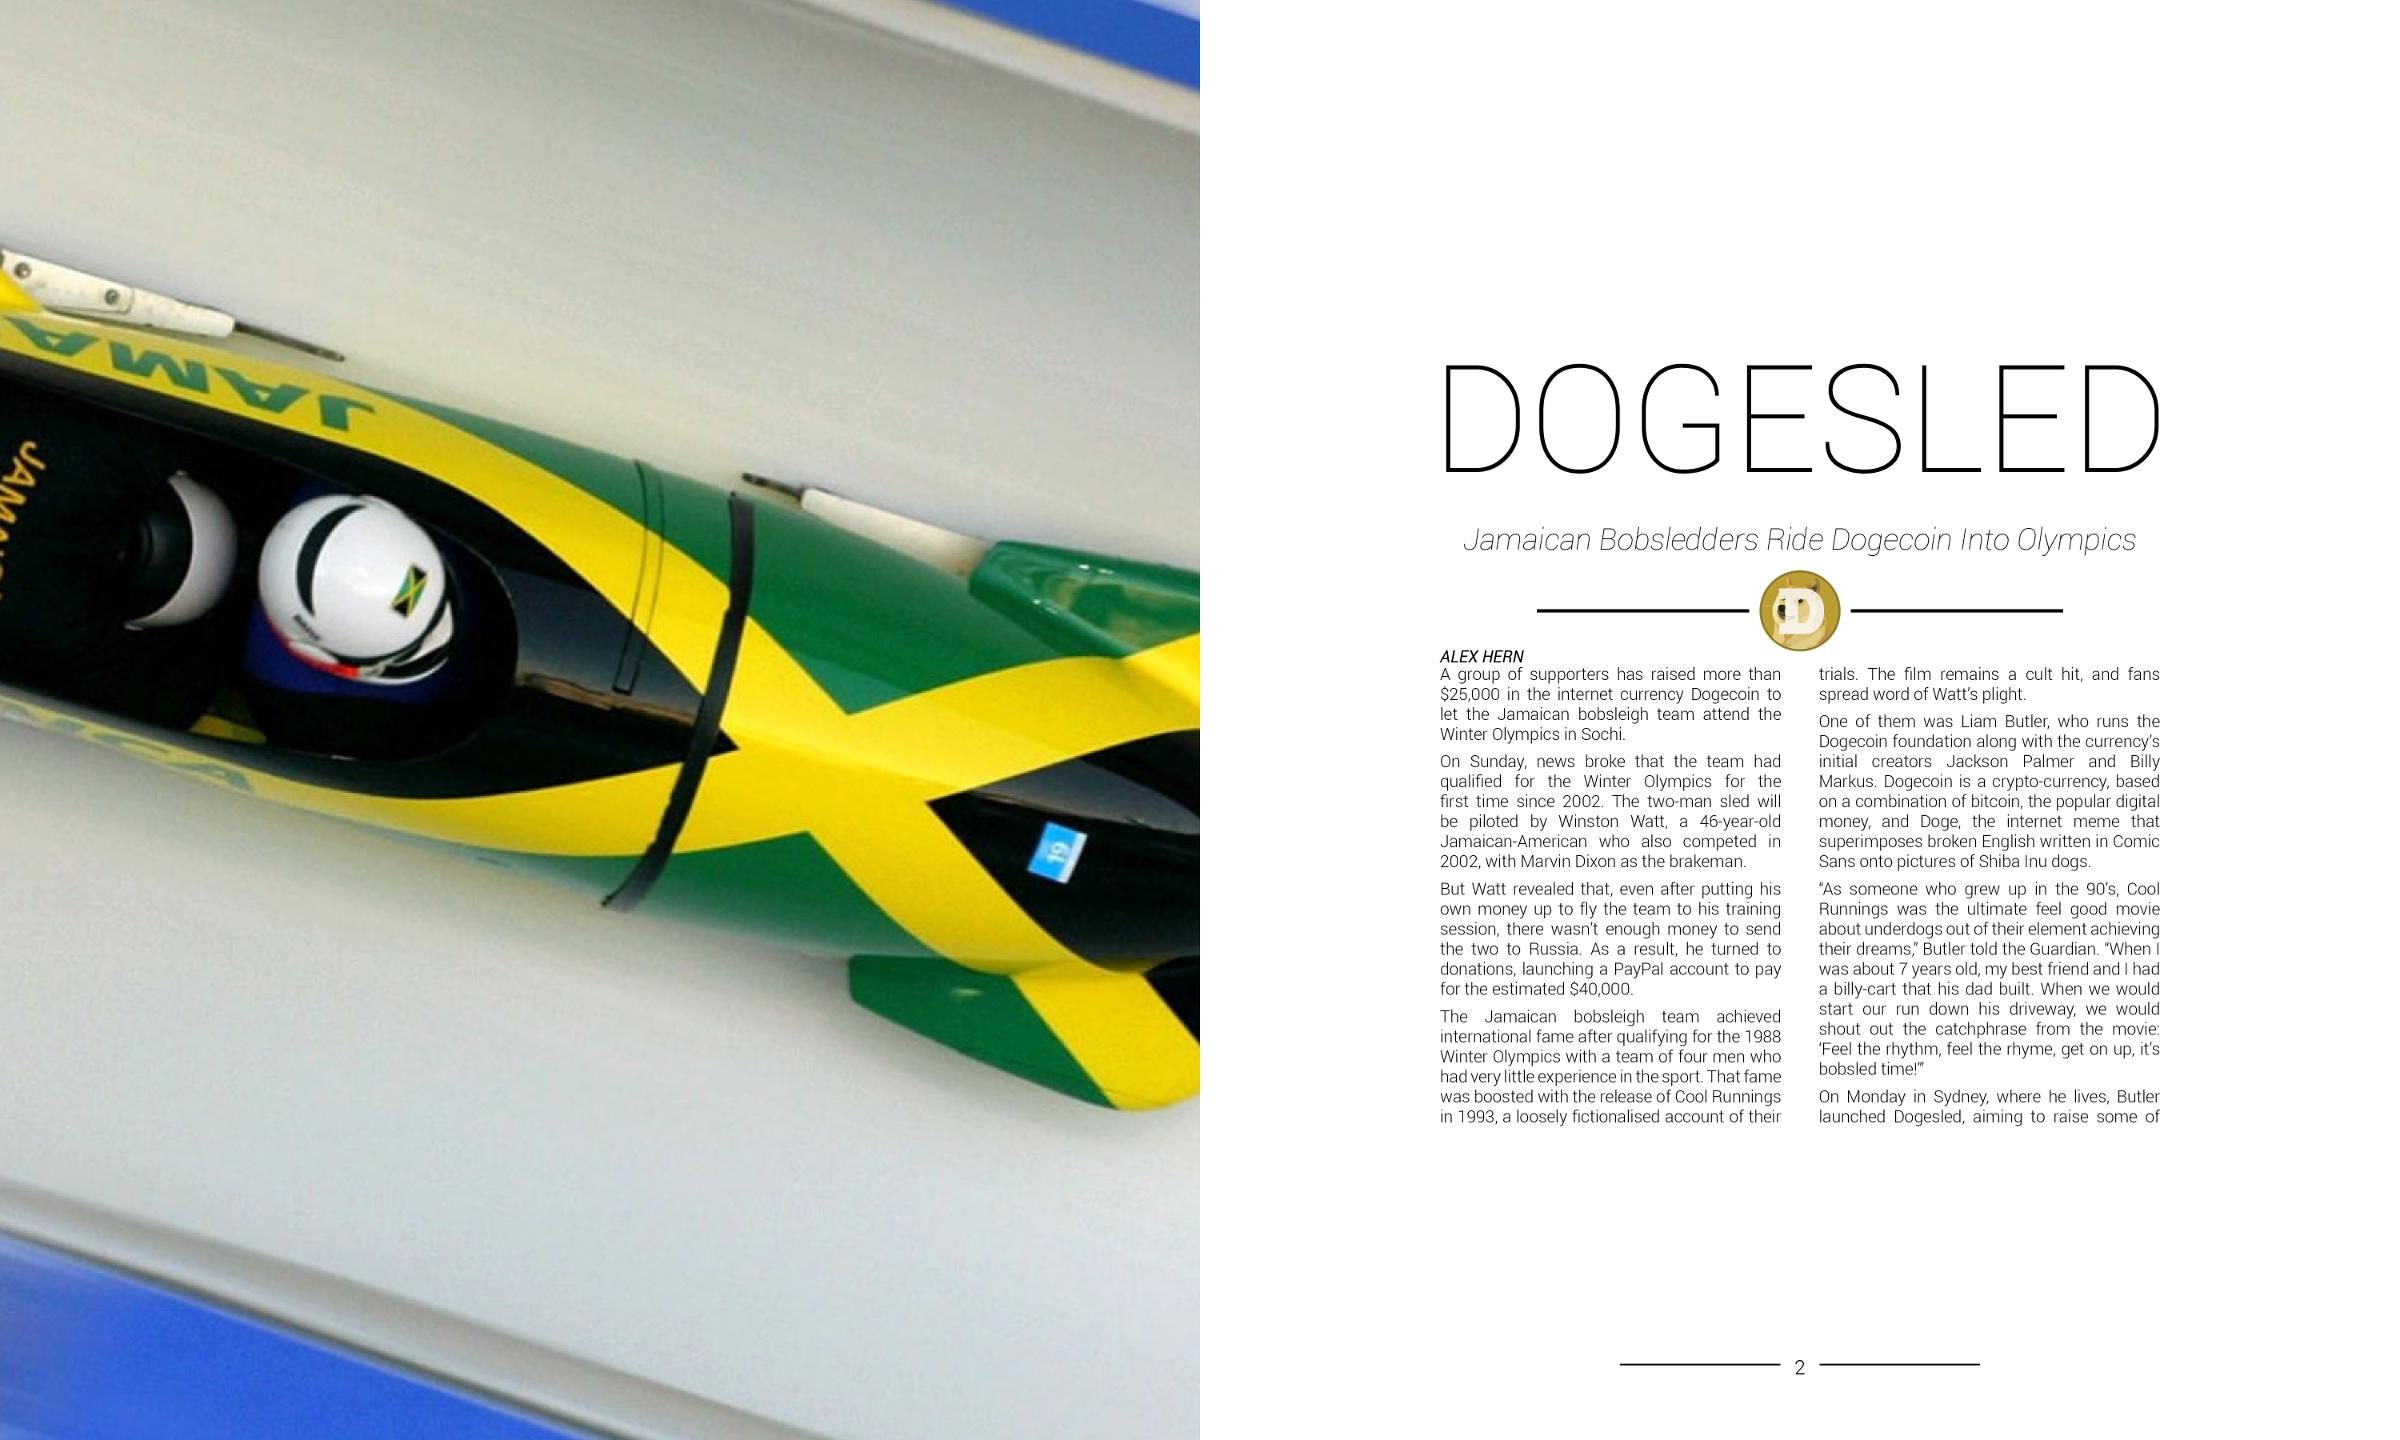 JAMA
JAMA
ICA
19
DOGESLED
Jamaican Bobsledders Ride Dogecoin Into Olympics
D
ALEX HERN
A group of supporters has raised more than
$25,000 in the internet currency Dogecoin to
let the Jamaican bobsleigh team attend the
Winter Olympics in Sochi.
On Sunday, news broke that the team had
qualified for the Winter Olympics for the
first time since 2002. The two-man sled will
be piloted by Winston Watt, a 46-year-old
Jamaican-American who also competed in
2002, with Marvin Dixon as the brakeman.
But Watt revealed that, even after putting his
own money up to fly the team to his training
session, there wasn’t enough money to send
the two to Russia. As a result, he turned to
donations, launching a PayPal account to pay
for the estimated $40,000.
The Jamaican bobsleigh team achieved
international fame after qualifying for the 1988
Winter Olympics with a team of four men who
had very little experience in the sport. That fame
was boosted with the release of Cool Runnings
in 1993, a loosely fictionalised account of their
trials. The film remains a cult hit, and fans
spread word of Watt’s plight.
One of them was Liam Butler, who runs the
Dogecoin foundation along with the currency’s
initial creators Jackson Palmer and Billy
Markus. Dogecoin is a crypto-currency, based
on a combination of bitcoin, the popular digital
money, and Doge, the internet meme that
superimposes broken English written in Comic
Sans onto pictures of Shiba Inu dogs.
“As someone who grew up in the 90’s, Cool
Runnings was the ultimate feel good movie
about underdogs out of their element achieving
their dreams,” Butler told the Guardian. “When I
was about 7 years old, my best friend and I had
a billy-cart that his dad built. When we would
start our run down his driveway, we would
shout out the catchphrase from the movie:
‘Feel the rhythm, feel the rhyme, get on up, it’s
bobsled time!’”
On Monday in Sydney, where he lives, Butler
launched Dogesled, aiming to raise some of
2